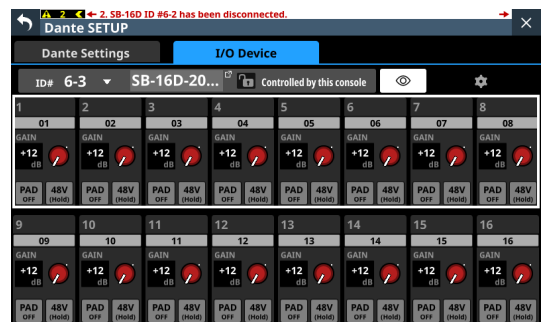 2 2. SB-16D ID #6-2 has been disconnected.
Dante SETUP
Dante Settings I/O Device
ID# 6-3 SB-16D-20... Controlled by this console
1 2 3 4 5 6 7 8
01 02 03 04 05 06 07 08
GAIN GAIN GAIN GAIN GAIN GAIN GAIN GAIN
+12 +12 +12 +12 +12 +12 +12 +12
dB dB dB dB dB dB dB dB
PAD 48V PAD 48V PAD 48V PAD 48V PAD 48V PAD 48V PAD 48V PAD 48V
OFF (Hold) OFF (Hold) OFF (Hold) OFF (Hold) OFF (Hold) OFF (Hold) OFF (Hold) OFF (Hold)
9 10 11 12 13 14 15 16
09 10 11 12 13 14 15 16
GAIN GAIN GAIN GAIN GAIN GAIN GAIN GAIN
+12 +12 +12 +12 +12 +12 +12 +12
dB dB dB dB dB dB dB dB
PAD 48V PAD 48V PAD 48V PAD 48V PAD 48V PAD 48V PAD 48V PAD 48V
OFF (Hold) OFF (Hold) OFF (Hold) OFF (Hold) OFF (Hold) OFF (Hold) OFF (Hold) OFF (Hold)